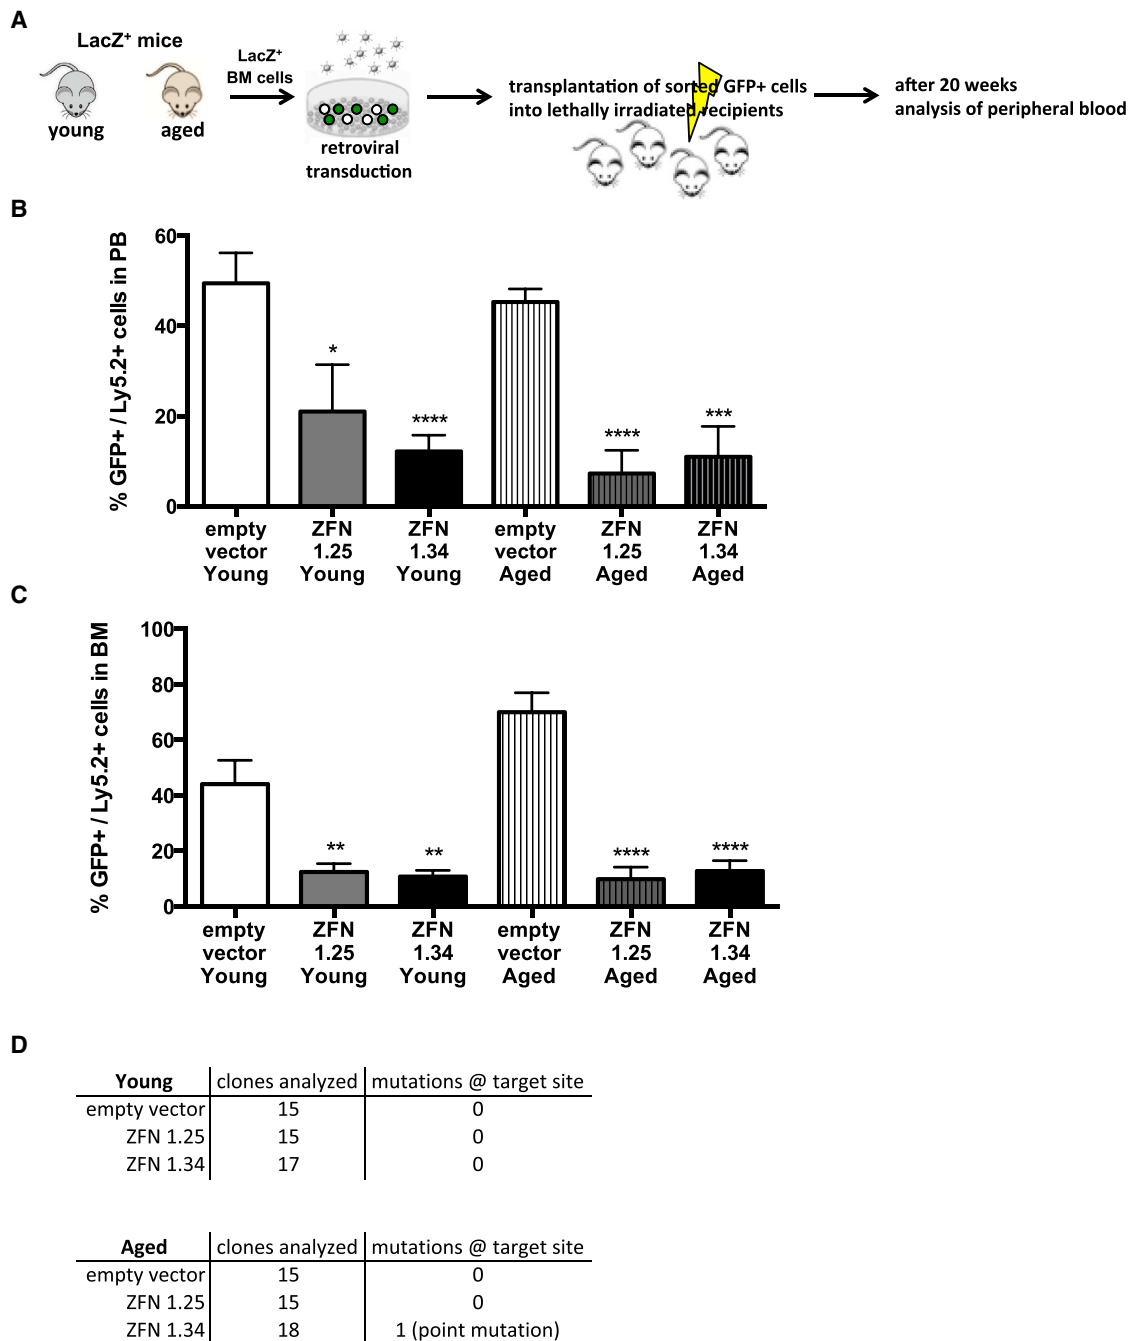 A
LacZ⁺ mice
young
aged
LacZ⁺
BM cells
retroviral
transduction
transplantation of sorted GFP+ cells
into lethally irradiated recipients
after 20 weeks
analysis of peripheral blood
B
% GFP+ / Ly5.2+ cells in PB
60
40
20
0
*
****
****
***
empty vector Young
ZFN 1.25 Young
ZFN 1.34 Young
empty vector Aged
ZFN 1.25 Aged
ZFN 1.34 Aged
C
% GFP+ / Ly5.2+ cells in BM
100
80
60
40
20
0
**
**
****
****
empty vector Young
ZFN 1.25 Young
ZFN 1.34 Young
empty vector Aged
ZFN 1.25 Aged
ZFN 1.34 Aged
D
Young clones analyzed mutations @ target site
empty vector 15 0
ZFN 1.25 15 0
ZFN 1.34 17 0
Aged clones analyzed mutations @ target site
empty vector 15 0
ZFN 1.25 15 0
ZFN 1.34 18 1 (point mutation)